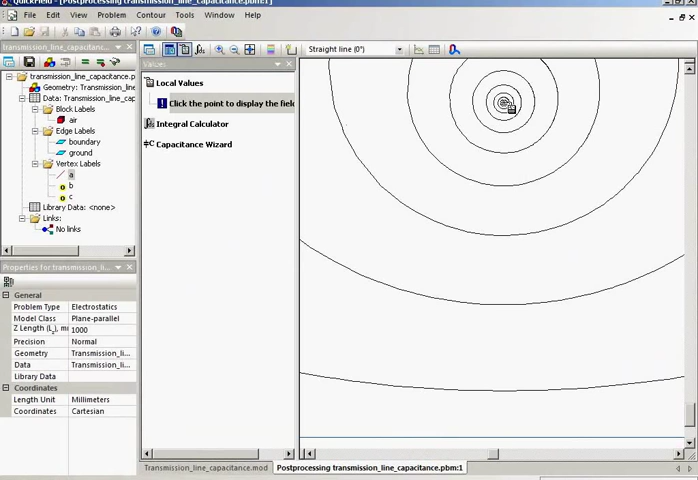 QuickField - [Postprocessing transmission_line_capacitance.pbm:1]
File Edit View Problem Contour Tools Window Help
Straight line (0°)
transmission_line_capacitanc...
Values
transmission_line_capacitance.p
Geometry: Transmission_line_
Data: Transmission_line_cap
Block Labels
air
Edge Labels
boundary
ground
Vertex Labels
a
b
c
Library Data: <none>
Links:
No links
Local Values
Click the point to display the field
Integral Calculator
Capacitance Wizard
Properties for transmission_li...
General
Problem Type Electrostatics
Model Class Plane-parallel
Z Length (Lz), m 1000
Precision Normal
Geometry Transmission_li...
Data Transmission_li...
Library Data
Coordinates
Length Unit Millimeters
Coordinates Cartesian
Transmission_line_capacitance.mod
Postprocessing transmission_line_capacitance.pbm:1